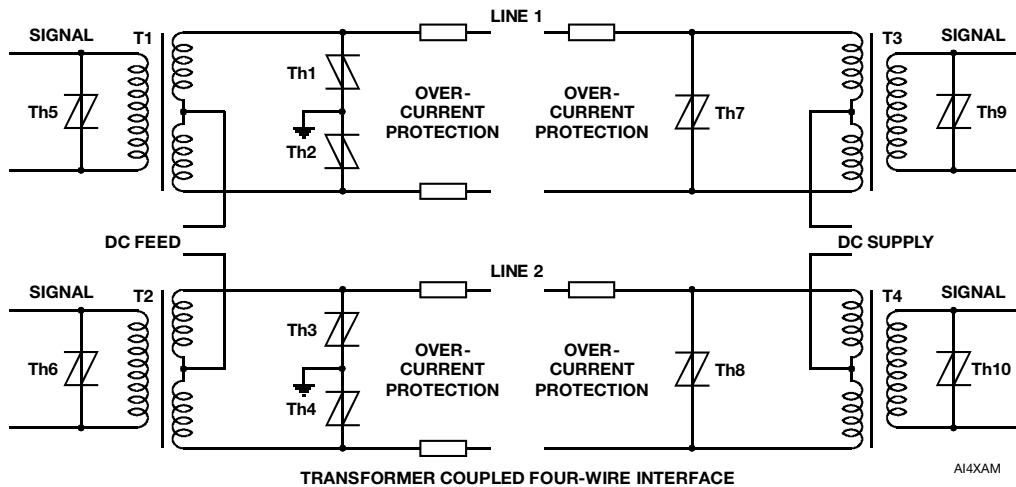 LINE 1
SIGNAL
T1
T3
SIGNAL
Th1
Th5
OVER-
CURRENT
PROTECTION
OVER-
CURRENT
PROTECTION
Th7
Th9
Th2
DC FEED
DC SUPPLY
LINE 2
SIGNAL
T2
T4
SIGNAL
Th3
Th6
OVER-
CURRENT
PROTECTION
OVER-
CURRENT
PROTECTION
Th8
Th10
Th4
TRANSFORMER COUPLED FOUR-WIRE INTERFACE
AI4XAM